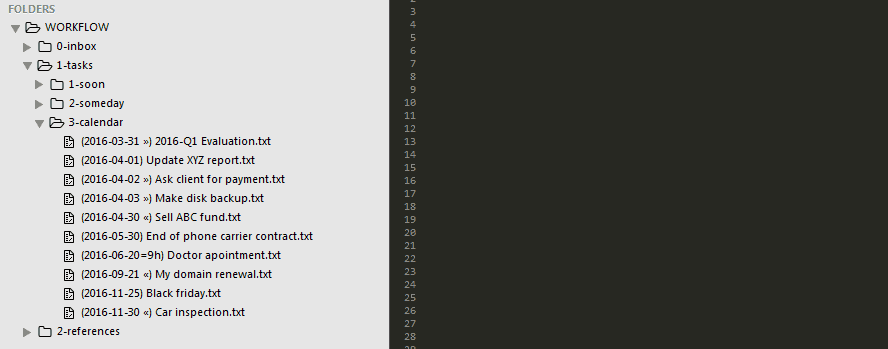 FOLDERS
WORKFLOW
0-inbox
1-tasks
1-soon
2-someday
3-calendar
(2016-03-31 ») 2016-Q1 Evaluation.txt
(2016-04-01) Update XYZ report.txt
(2016-04-02 ») Ask client for payment.txt
(2016-04-03 ») Make disk backup.txt
(2016-04-30 «) Sell ABC fund.txt
(2016-05-30) End of phone carrier contract.txt
(2016-06-20=9h) Doctor apointment.txt
(2016-09-21 «) My domain renewal.txt
(2016-11-25) Black friday.txt
(2016-11-30 «) Car inspection.txt
2-references
3
4
5
6
7
8
9
10
11
12
13
14
15
16
17
18
19
20
21
22
23
24
25
26
27
28